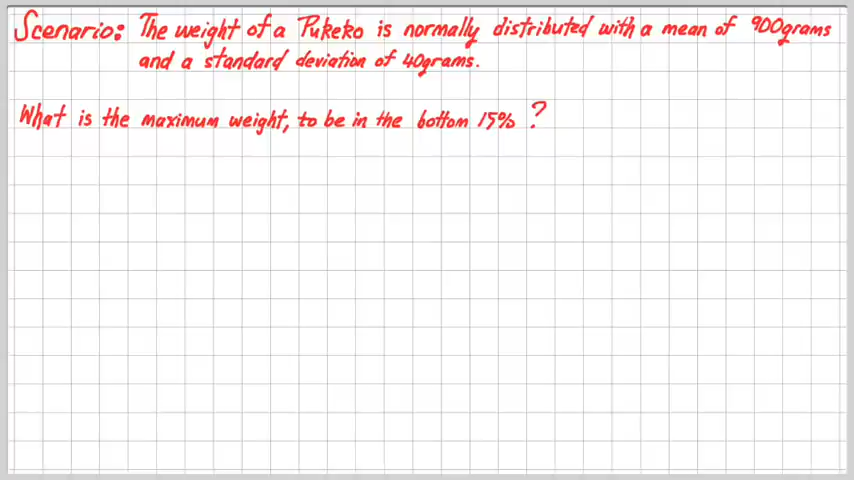 Scenario: The weight of a Pukeko is normally distributed with a mean of 900grams
and a standard deviation of 40grams.
What is the maximum weight, to be in the bottom 15% ?